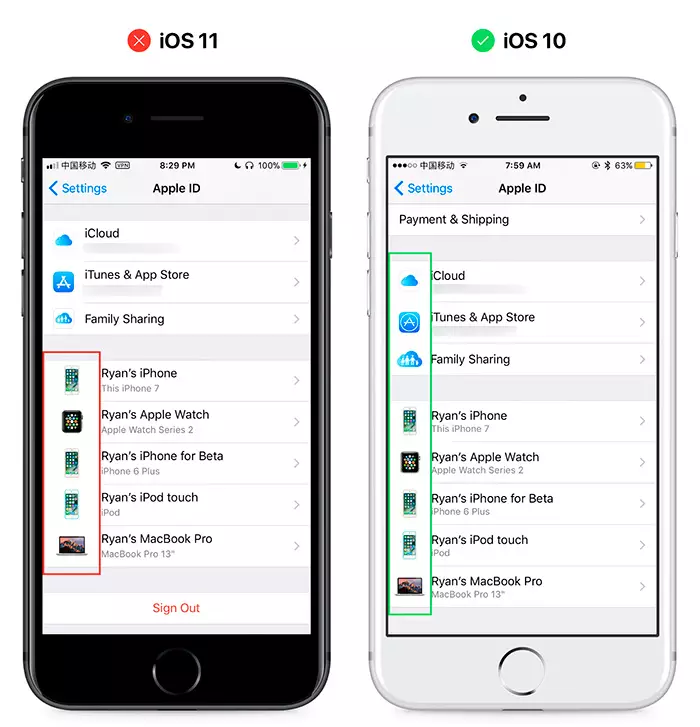 iOS 11
中国移动 VPN 8:29 PM 100%
Settings Apple ID
iCloud
iTunes & App Store
Family Sharing
Ryan's iPhone
This iPhone 7
Ryan's Apple Watch
Apple Watch Series 2
Ryan's iPhone for Beta
iPhone 6 Plus
Ryan's iPod touch
iPod
Ryan's MacBook Pro
MacBook Pro 13"
Sign Out
iOS 10
中国移动 7:59 AM 63%
Settings Apple ID
Payment & Shipping
iCloud
iTunes & App Store
Family Sharing
Ryan's iPhone
This iPhone 7
Ryan's Apple Watch
Apple Watch Series 2
Ryan's iPhone for Beta
iPhone 6 Plus
Ryan's iPod touch
iPod
Ryan's MacBook Pro
MacBook Pro 13"